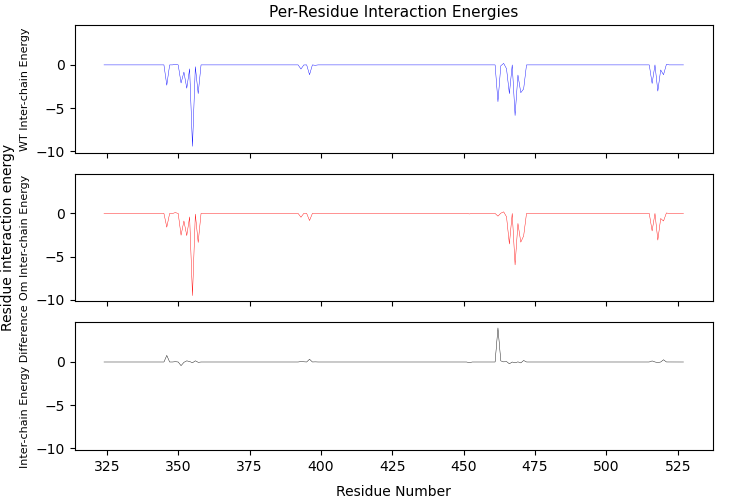 Per-Residue Interaction Energies
Residue interaction energy
WT Inter-chain Energy
0
−5
−10
Om Inter-chain Energy
0
−5
−10
Inter-chain Energy Difference
0
−5
−10
325 350 375 400 425 450 475 500 525
Residue Number